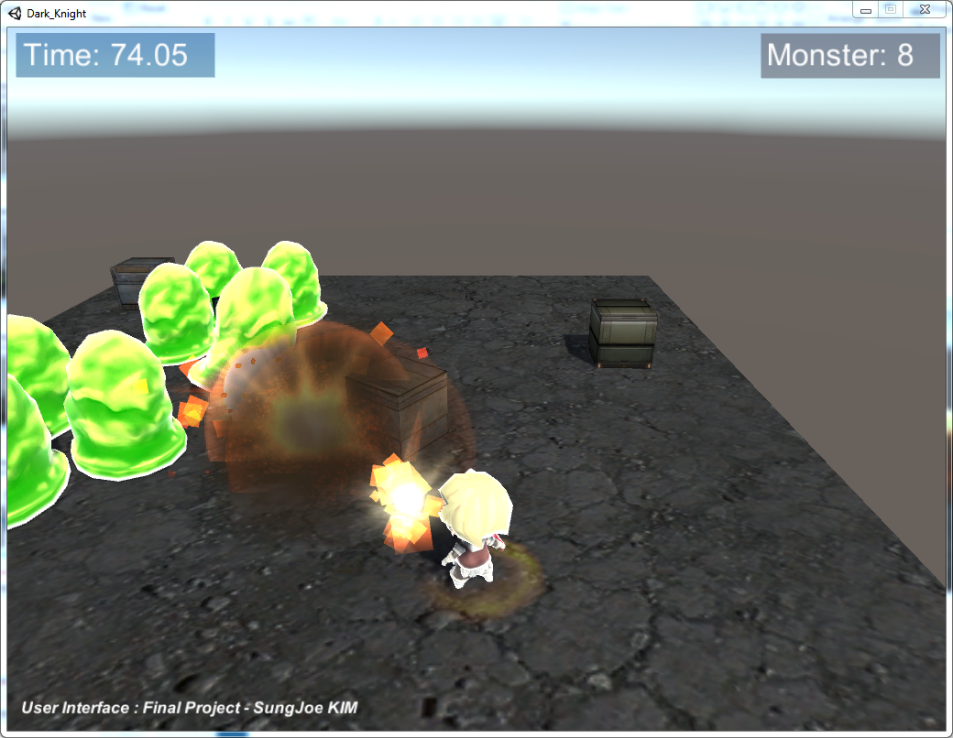 Dark_Knight
Time: 74.05
Monster: 8
User Interface : Final Project - SungJoe KIM